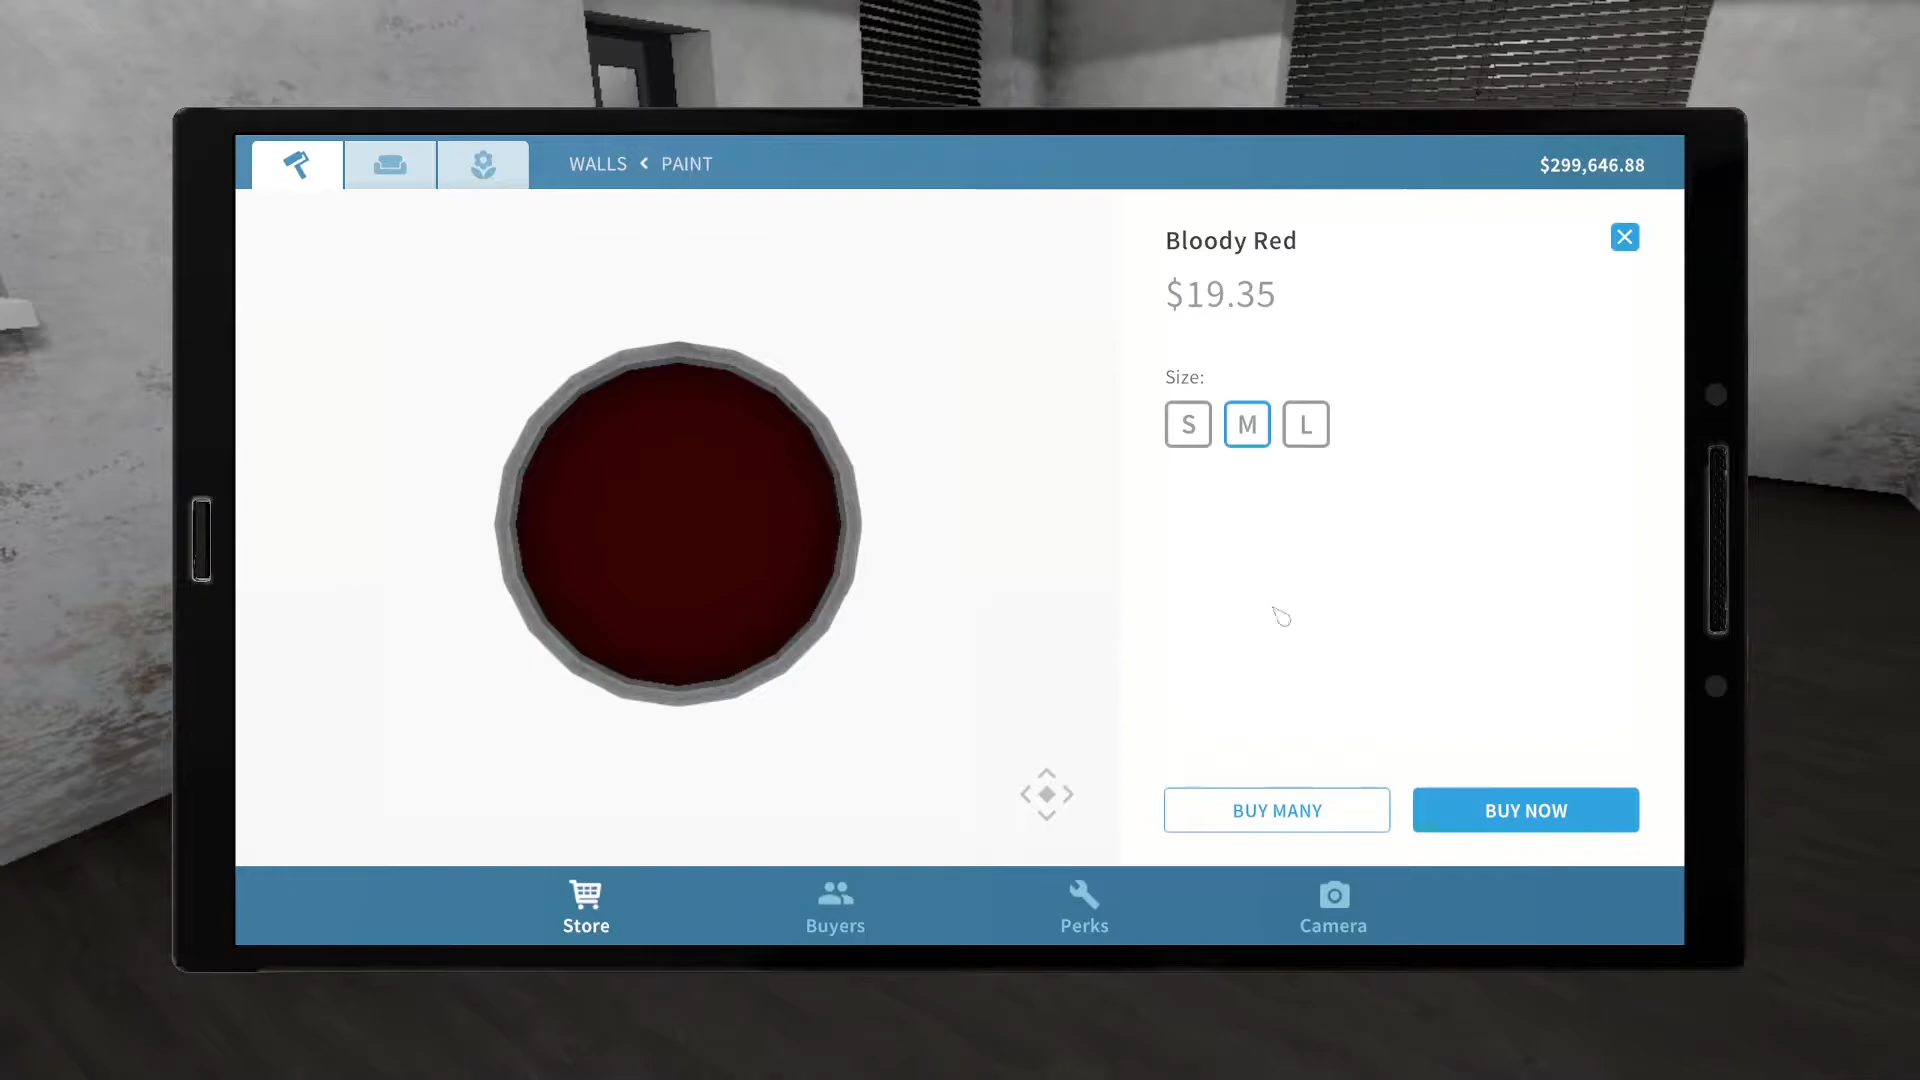 WALLS < PAINT
$299,646.88
Bloody Red
$19.35
Size:
S M L
BUY MANY
BUY NOW
Store
Buyers
Perks
Camera